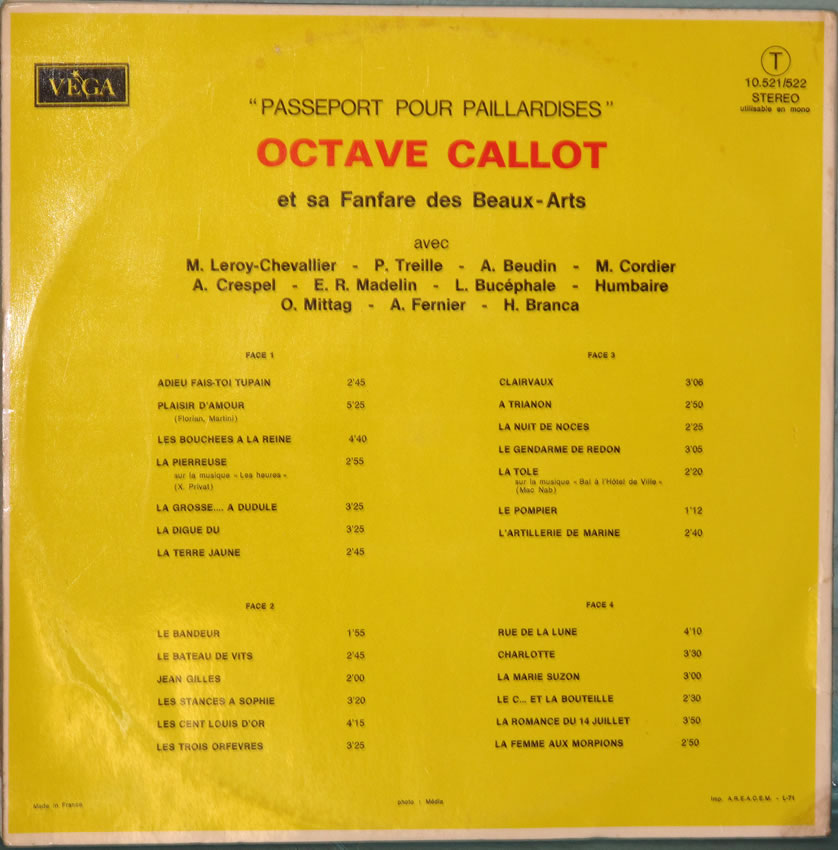 VÉGA
T
10.521/522
STEREO
utilisable en mono
"PASSEPORT POUR PAILLARDISES"
OCTAVE CALLOT
et sa Fanfare des Beaux-Arts
avec
M. Leroy-Chevallier - P. Treille - A. Beudin - M. Cordier
A. Crespel - E. R. Madelin - L. Bucéphale - Humbaire
O. Mittag - A. Fernier - H. Branca
FACE 1
ADIEU FAIS-TOI TUPAIN 2'45
PLAISIR D'AMOUR 5'25
(Florian, Martini)
LES BOUCHEES A LA REINE 4'40
LA PIERREUSE 2'55
sur la musique « Les heures »
(X. Privat)
LA GROSSE.... A DUDULE 3'25
LA DIGUE DU 3'25
LA TERRE JAUNE 2'45
FACE 2
LE BANDEUR 1'55
LE BATEAU DE VITS 2'45
JEAN GILLES 2'00
LES STANCES A SOPHIE 3'20
LES CENT LOUIS D'OR 4'15
LES TROIS ORFEVRES 3'25
FACE 3
CLAIRVAUX 3'06
A TRIANON 2'50
LA NUIT DE NOCES 2'25
LE GENDARME DE REDON 3'05
LA TOLE 2'20
sur la musique « Bal à l'Hôtel de Ville »
(Mac Nab)
LE POMPIER 1'12
L'ARTILLERIE DE MARINE 2'40
FACE 4
RUE DE LA LUNE 4'10
CHARLOTTE 3'30
LA MARIE SUZON 3'00
LE C... ET LA BOUTEILLE 2'30
LA ROMANCE DU 14 JUILLET 3'50
LA FEMME AUX MORPIONS 2'50
Made in France
photo : Média
Imp. A.R.E.A.C.E.M. - L-71